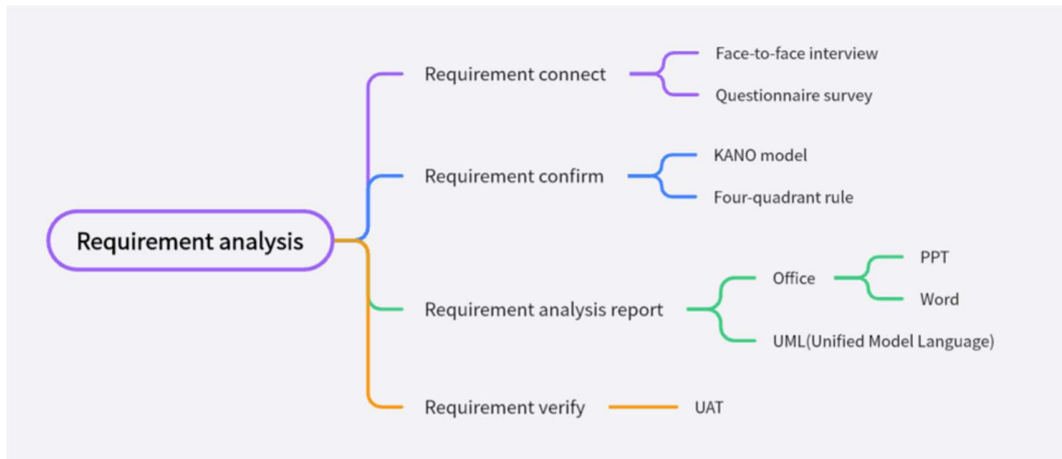 Requirement analysis
Requirement connect
Face-to-face interview
Questionnaire survey
Requirement confirm
KANO model
Four-quadrant rule
Requirement analysis report
Office
PPT
Word
UML(Unified Model Language)
Requirement verify
UAT